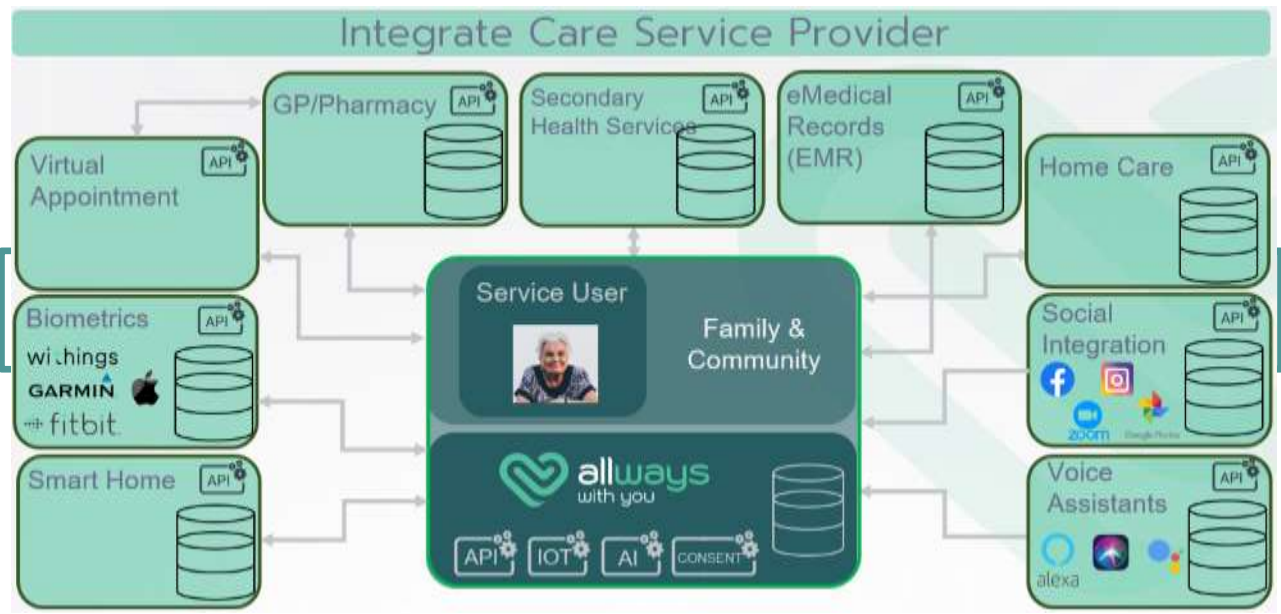 Integrate Care Service Provider
GP/Pharmacy
API
Secondary
Health Services
API
eMedical
Records
(EMR)
API
Virtual
Appointment
API
Home Care
API
Service User
Family &
Community
Biometrics
API
GARMIN
fitbit
Social
Integration
API
zoom
Google Photos
Smart Home
API
allways
with you
API
IOT
AI
CONSENT
Voice
Assistants
API
alexa